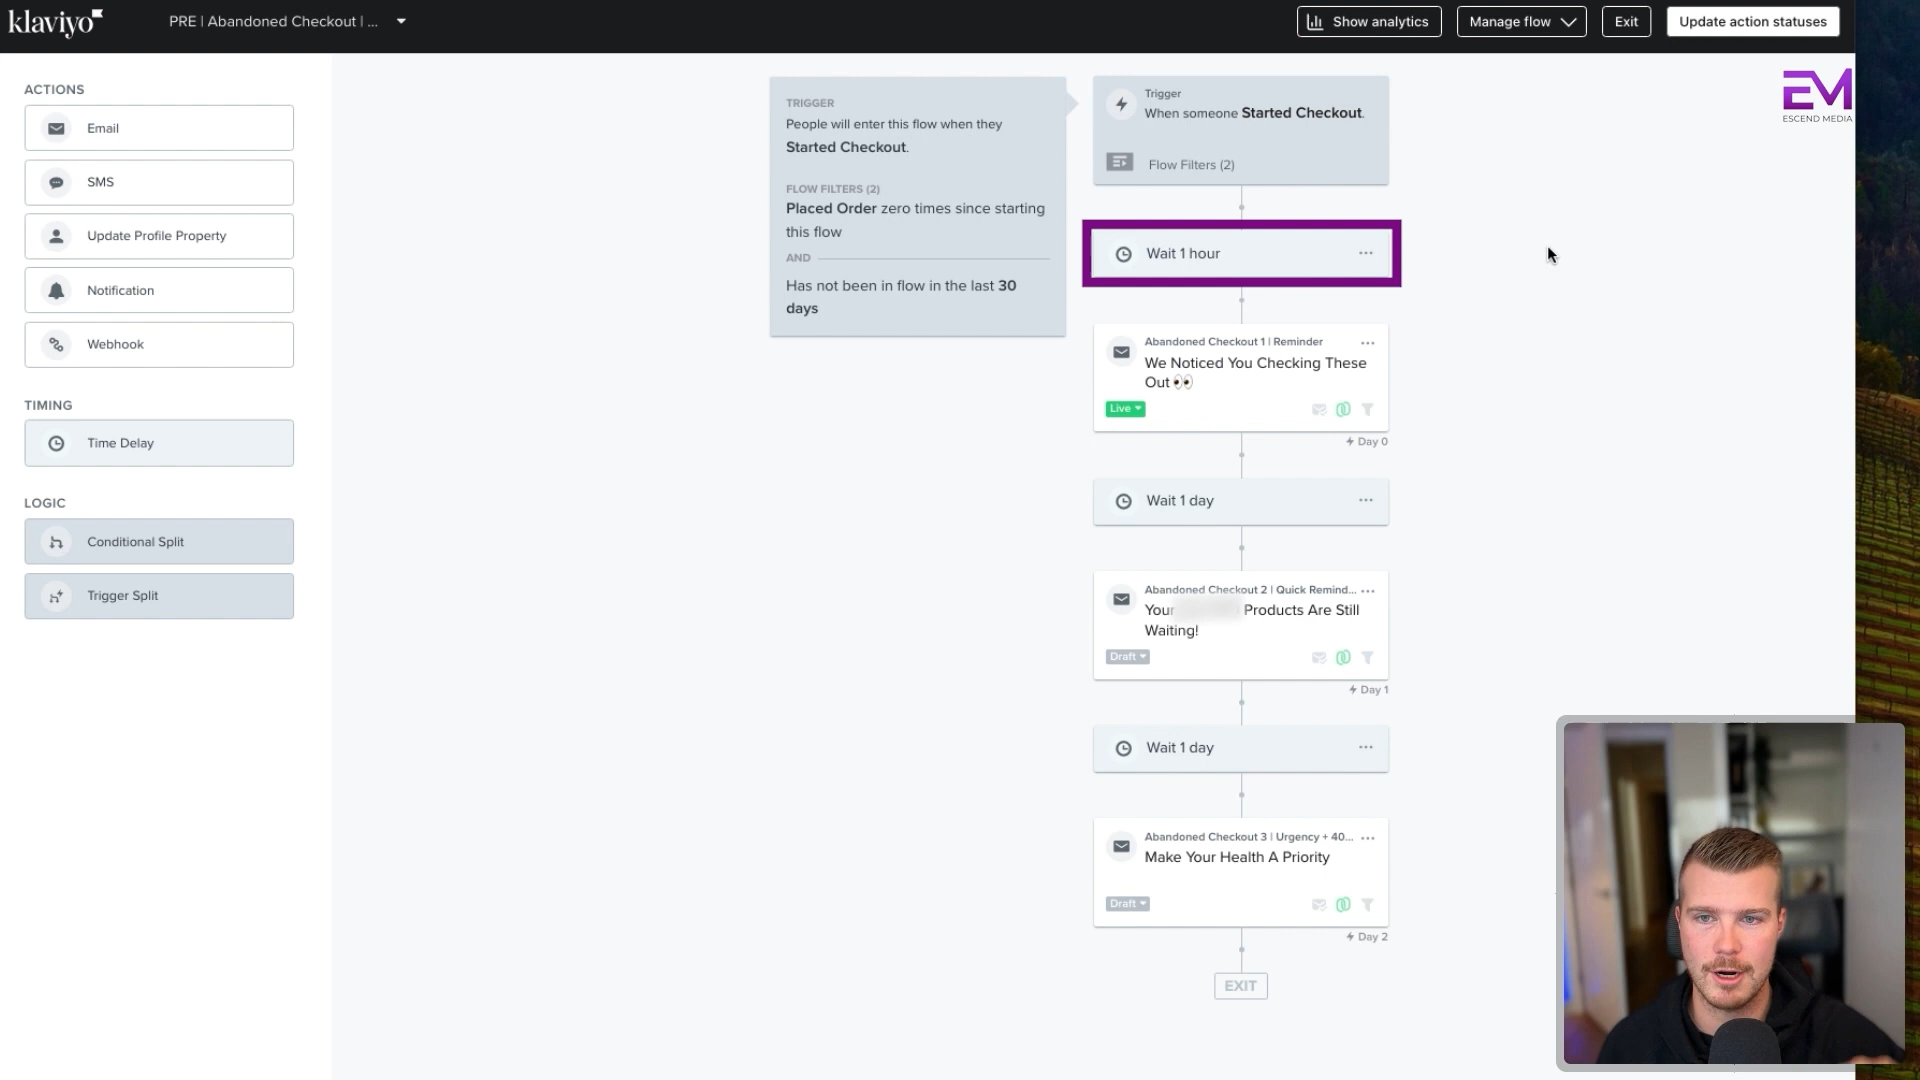 klaviyo
PRE | Abandoned Checkout | ...
Show analytics
Manage flow
Exit
Update action statuses
ACTIONS
Email
SMS
Update Profile Property
Notification
Webhook
TIMING
Time Delay
LOGIC
Conditional Split
Trigger Split
TRIGGER
People will enter this flow when they
Started Checkout.
FLOW FILTERS (2)
Placed Order zero times since starting
this flow
AND
Has not been in flow in the last 30
days
Trigger
When someone Started Checkout.
Flow Filters (2)
Wait 1 hour
Abandoned Checkout 1 | Reminder
We Noticed You Checking These
Out 👀
Live
Day 0
Wait 1 day
Abandoned Checkout 2 | Quick Remind...
Your Products Are Still
Waiting!
Draft
Day 1
Wait 1 day
Abandoned Checkout 3 | Urgency + 40...
Make Your Health A Priority
Draft
Day 2
EXIT
EM
ESCEND MEDIA